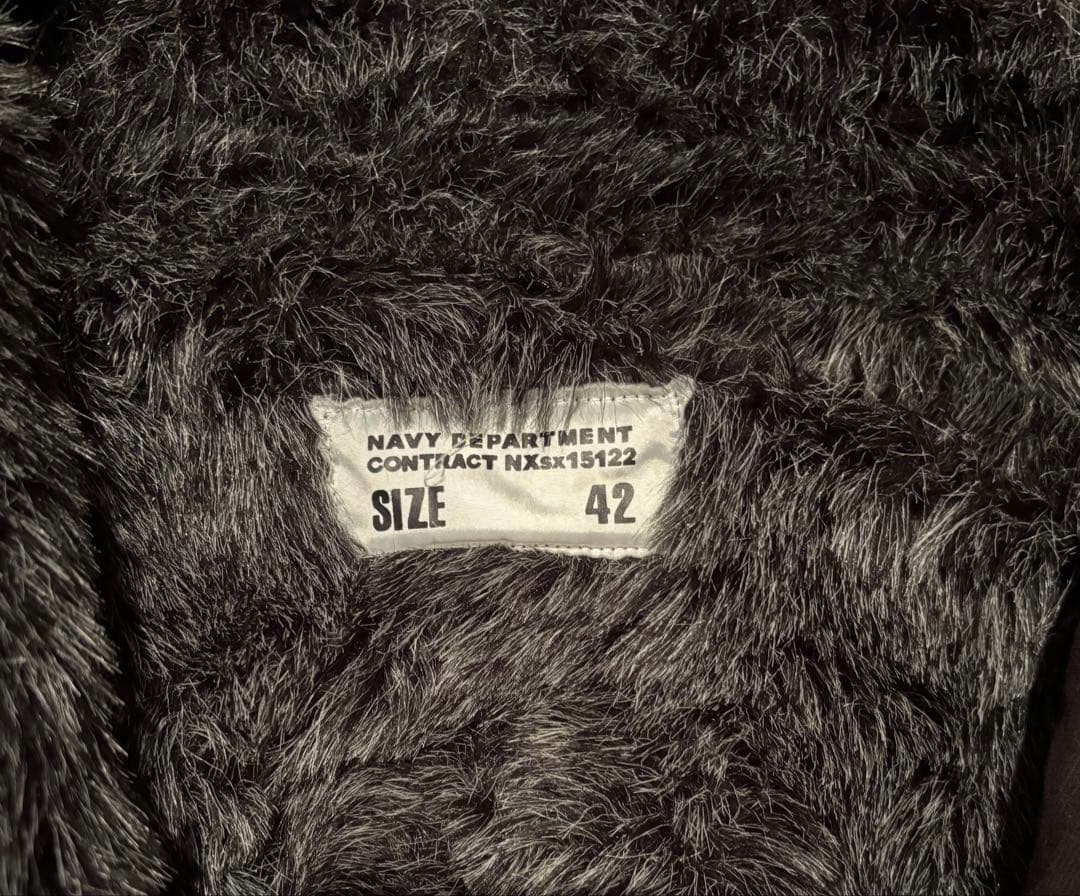 NAVY DEPARTMENT
CONTRACT NXsx15122
SIZE 42